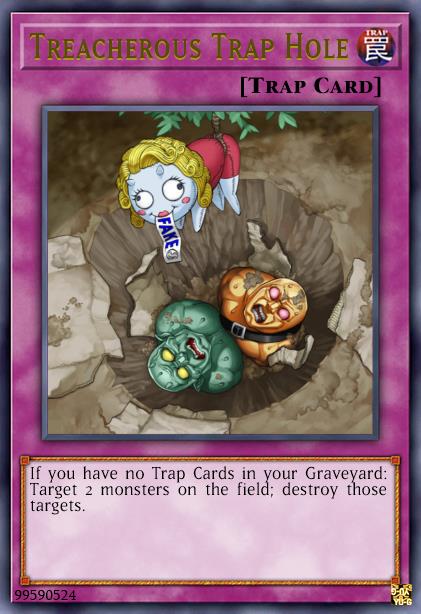 Treacherous Trap Hole
TRAP
罠
[Trap Card]
FAKE
If you have no Trap Cards in your Graveyard:
Target 2 monsters on the field; destroy those
targets.
99590524